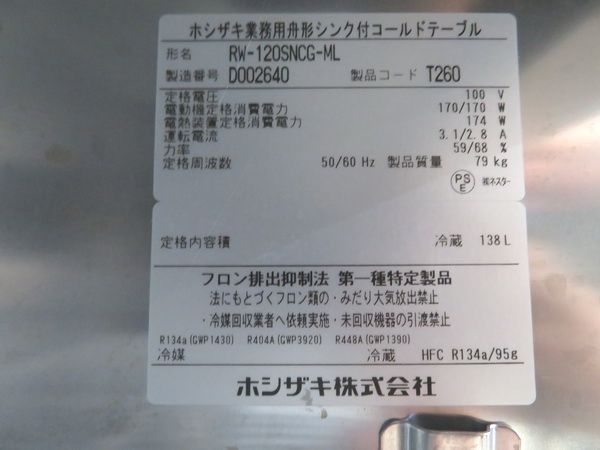 ホシザキ業務用舟形シンク付コールドテーブル
形名 RW-120SNCG-ML
製造番号 D002640 製品コード T260
定格電圧 100 V
電動機定格消費電力 170/170 W
電熱装置定格消費電力 174 W
運転電流 3.1/2.8 A
力率 59/68 %
定格周波数 50/60 Hz 製品質量 79 kg
PSE ㈱ネスター
定格内容積 冷蔵 138 L
フロン排出抑制法 第一種特定製品
法にもとづくフロン類の・みだり大気放出禁止
・冷媒回収業者へ依頼実施・未回収機器の引渡禁止
R134a(GWP1430) R404A(GWP3920) R448A(GWP1390)
冷媒 冷蔵 HFC R134a/95g
ホシザキ株式会社